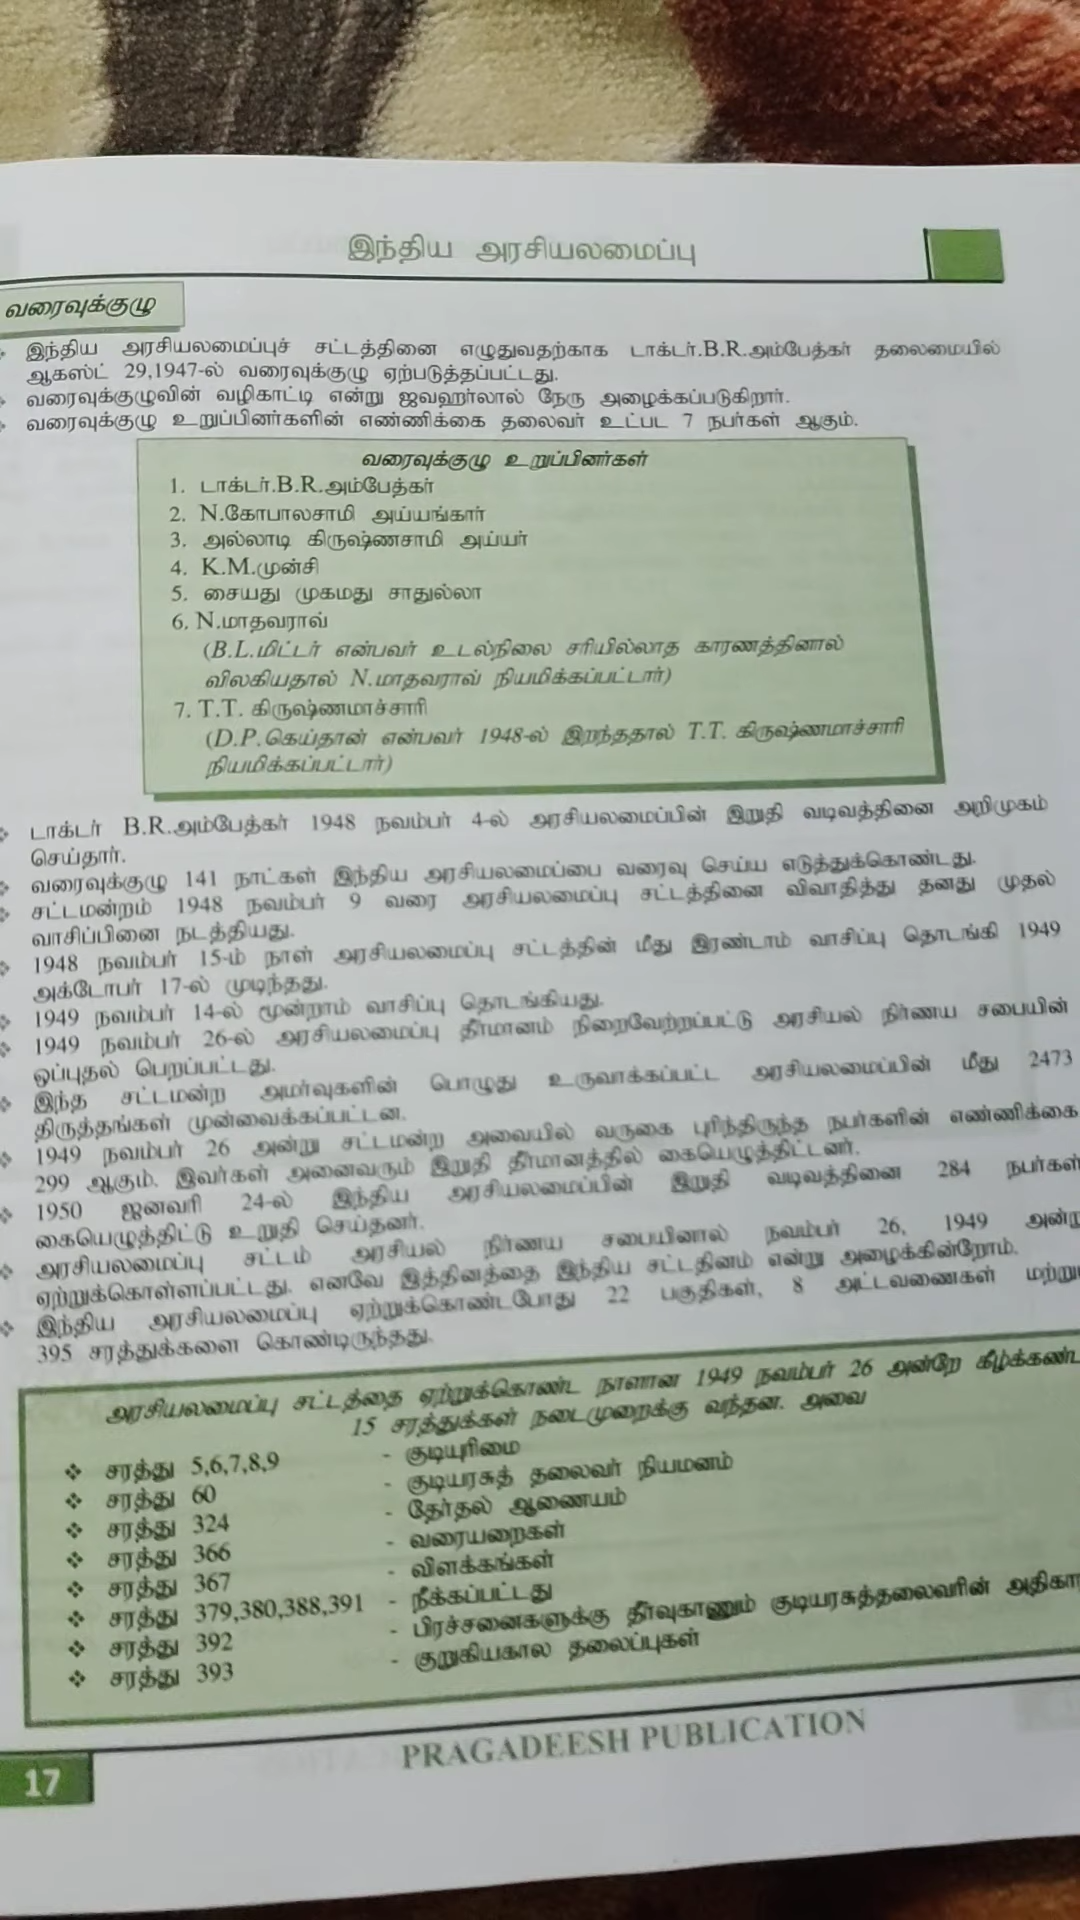 இந்திய அரசியலமைப்பு
வரைவுக்குழு
இந்திய அரசியலமைப்புச் சட்டத்தினை எழுதுவதற்காக டாக்டர்.B.R.அம்பேத்கர் தலைமையில்
ஆகஸ்ட் 29,1947-ல் வரைவுக்குழு ஏற்படுத்தப்பட்டது.
வரைவுக்குழுவின் வழிகாட்டி என்று ஜவஹர்லால் நேரு அழைக்கப்படுகிறார்.
வரைவுக்குழு உறுப்பினர்களின் எண்ணிக்கை தலைவர் உட்பட 7 நபர்கள் ஆகும்.
வரைவுக்குழு உறுப்பினர்கள்
1. டாக்டர்.B.R.அம்பேத்கர்
2. N.கோபாலசாமி அய்யங்கார்
3. அல்லாடி கிருஷ்ணசாமி அய்யர்
4. K.M.முன்சி
5. சையது முகமது சாதுல்லா
6. N.மாதவராவ்
(B.L.மிட்டர் என்பவர் உடல்நிலை சரியில்லாத காரணத்தினால்
விலகியதால் N.மாதவராவ் நியமிக்கப்பட்டார்)
7. T.T. கிருஷ்ணமாச்சாரி
(D.P.கெய்தான் என்பவர் 1948-ல் இறந்ததால் T.T. கிருஷ்ணமாச்சாரி
நியமிக்கப்பட்டார்)
டாக்டர் B.R.அம்பேத்கர் 1948 நவம்பர் 4-ல் அரசியலமைப்பின் இறுதி வடிவத்தினை அறிமுகம்
செய்தார்.
வரைவுக்குழு 141 நாட்கள் இந்திய அரசியலமைப்பை வரைவு செய்ய எடுத்துக்கொண்டது.
சட்டமன்றம் 1948 நவம்பர் 9 வரை அரசியலமைப்பு சட்டத்தினை விவாதித்து தனது முதல்
வாசிப்பினை நடத்தியது.
1948 நவம்பர் 15-ம் நாள் அரசியலமைப்பு சட்டத்தின் மீது இரண்டாம் வாசிப்பு தொடங்கி 1949
அக்டோபர் 17-ல் முடிந்தது.
1949 நவம்பர் 14-ல் மூன்றாம் வாசிப்பு தொடங்கியது.
1949 நவம்பர் 26-ல் அரசியலமைப்பு தீர்மானம் நிறைவேற்றப்பட்டு அரசியல் நிர்ணய சபையின்
ஒப்புதல் பெறப்பட்டது.
இந்த சட்டமன்ற அமர்வுகளின் பொழுது உருவாக்கப்பட்ட அரசியலமைப்பின் மீது 2473
திருத்தங்கள் முன்வைக்கப்பட்டன.
1949 நவம்பர் 26 அன்று சட்டமன்ற அவையில் வருகை புரிந்திருந்த நபர்களின் எண்ணிக்கை
299 ஆகும். இவர்கள் அனைவரும் இறுதி தீர்மானத்தில் கையெழுத்திட்டனர்.
1950 ஜனவரி 24-ல் இந்திய அரசியலமைப்பின் இறுதி வடிவத்தினை 284 நபர்கள்
கையெழுத்திட்டு உறுதி செய்தனர்.
அரசியலமைப்பு சட்டம் அரசியல் நிர்ணய சபையினால் நவம்பர் 26, 1949 அன்று
ஏற்றுக்கொள்ளப்பட்டது. எனவே இத்தினத்தை இந்திய சட்டதினம் என்று அழைக்கின்றோம்.
இந்திய அரசியலமைப்பு ஏற்றுக்கொண்டபோது 22 பகுதிகள், 8 அட்டவணைகள் மற்றும்
395 சரத்துக்களை கொண்டிருந்தது.
அரசியலமைப்பு சட்டத்தை ஏற்றுக்கொண்ட நாளான 1949 நவம்பர் 26 அன்றே கீழ்க்கண்ட
15 சரத்துக்கள் நடைமுறைக்கு வந்தன. அவை
சரத்து 5,6,7,8,9 - குடியுரிமை
சரத்து 60 - குடியரசுத் தலைவர் நியமனம்
சரத்து 324 - தேர்தல் ஆணையம்
சரத்து 366 - வரையறைகள்
சரத்து 367 - விளக்கங்கள்
சரத்து 379,380,388,391 - நீக்கப்பட்டது
சரத்து 392 - பிரச்சனைகளுக்கு தீர்வுகாணும் குடியரசுத்தலைவரின்
சரத்து 393 - குறுகியகால தலைப்புகள்
PRAGADEESH PUBLICATION
17